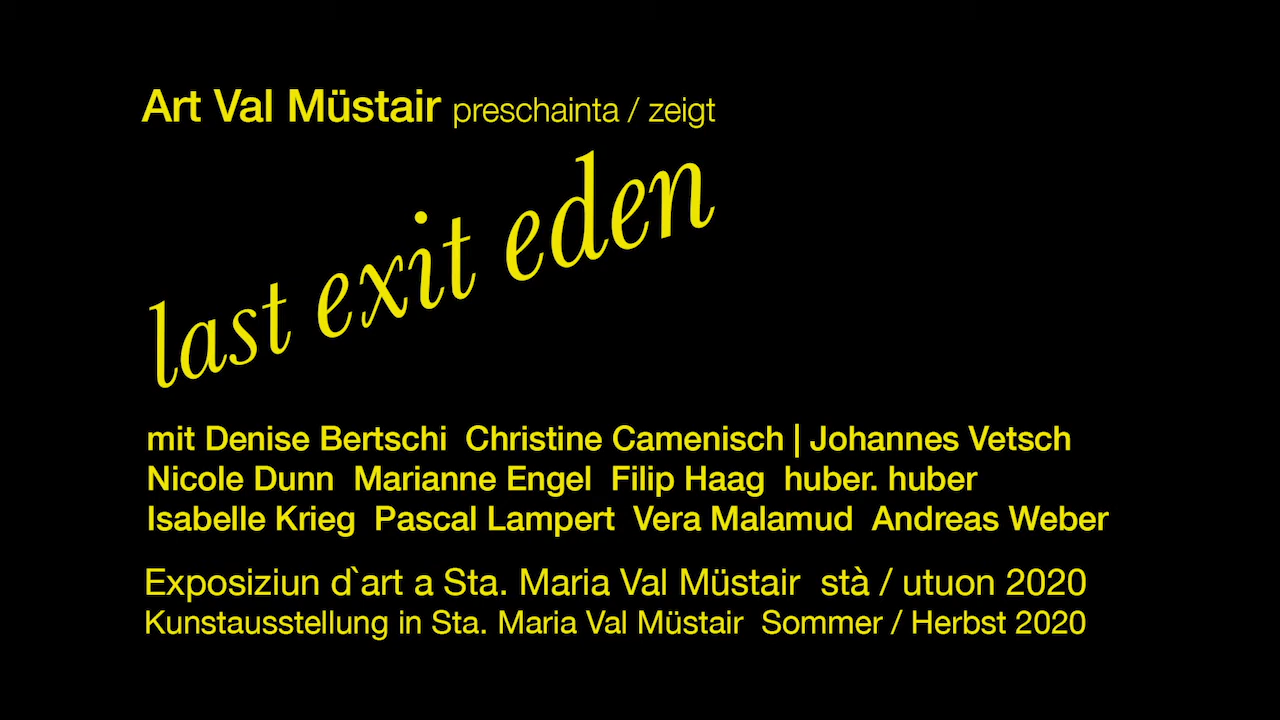 Art Val Müstair preschainta / zeigt
last exit eden
mit Denise Bertschi Christine Camenisch | Johannes Vetsch
Nicole Dunn Marianne Engel Filip Haag huber. huber
Isabelle Krieg Pascal Lampert Vera Malamud Andreas Weber
Exposiziun d`art a Sta. Maria Val Müstair stà / utuon 2020
Kunstausstellung in Sta. Maria Val Müstair Sommer / Herbst 2020